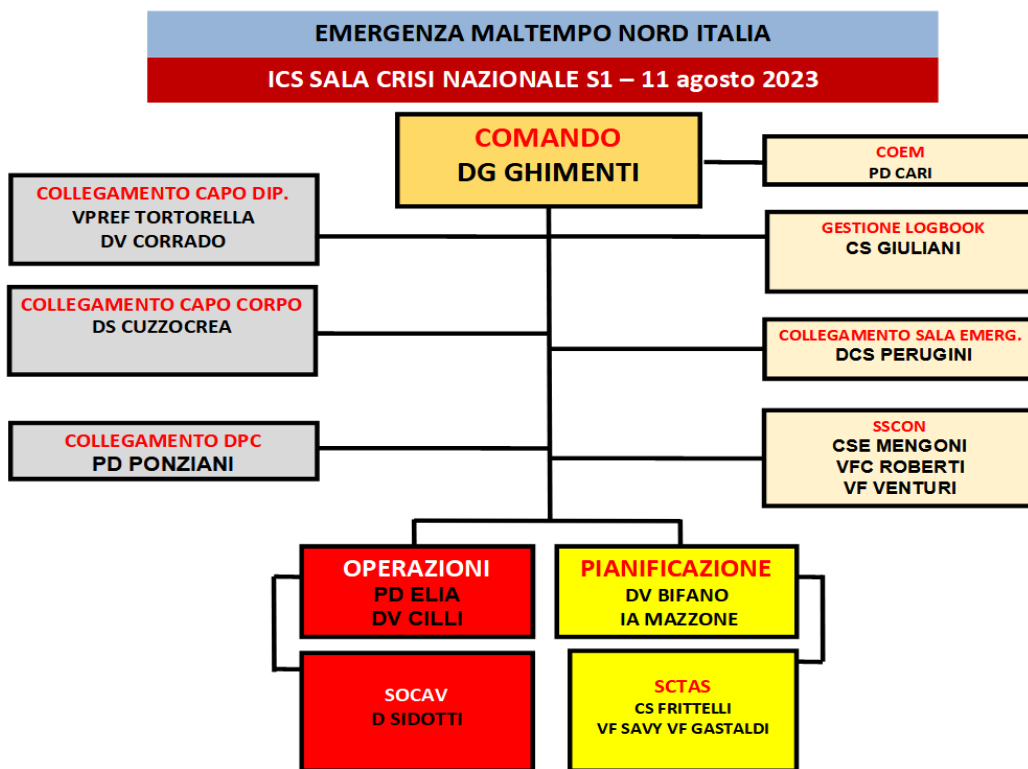 EMERGENZA MALTEMPO NORD ITALIA
ICS SALA CRISI NAZIONALE S1 – 11 agosto 2023
COMANDO
DG GHIMENTI
COEM
PD CARI
COLLEGAMENTO CAPO DIP.
VPREF TORTORELLA
DV CORRADO
GESTIONE LOGBOOK
CS GIULIANI
COLLEGAMENTO CAPO CORPO
DS CUZZOCREA
COLLEGAMENTO SALA EMERG.
DCS PERUGINI
COLLEGAMENTO DPC
PD PONZIANI
SSCON
CSE MENGONI
VFC ROBERTI
VF VENTURI
OPERAZIONI
PD ELIA
DV CILLI
PIANIFICAZIONE
DV BIFANO
IA MAZZONE
SOCAV
D SIDOTTI
SCTAS
CS FRITTELLI
VF SAVY VF GASTALDI